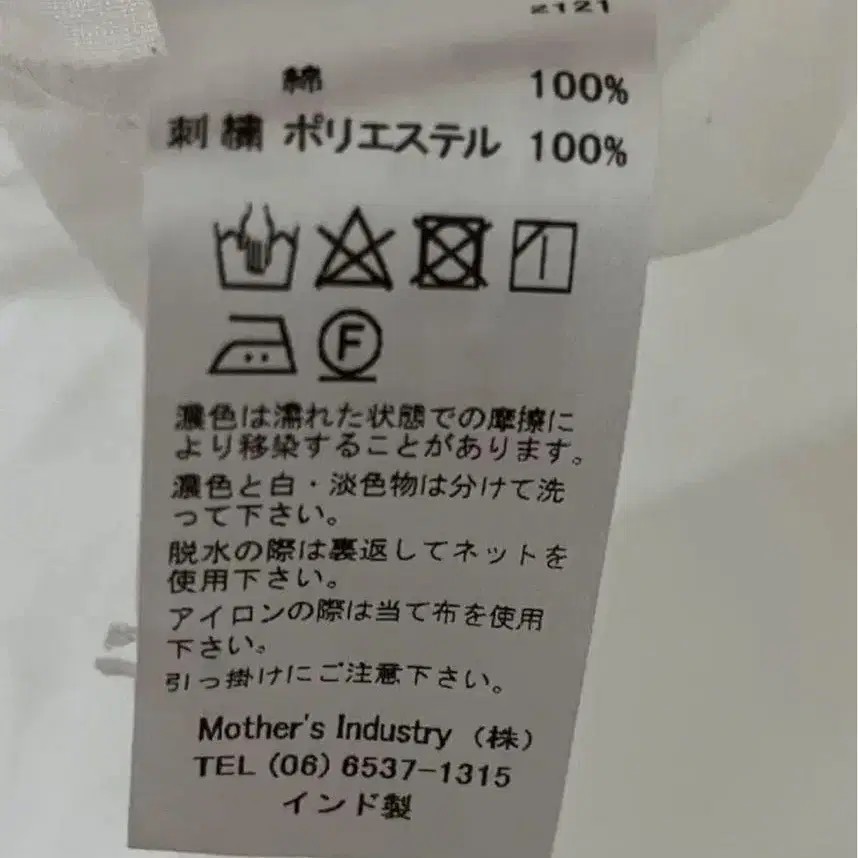 2121
綿 100%
刺繍 ポリエステル 100%
F
濃色は濡れた状態での摩擦に
より移染することがあります。
濃色と白・淡色物は分けて洗
って下さい。
脱水の際は裏返してネットを
使用下さい。
アイロンの際は当て布を使用
下さい。
引っ掛けにご注意下さい。
Mother's Industry (株)
TEL (06) 6537-1315
インド製